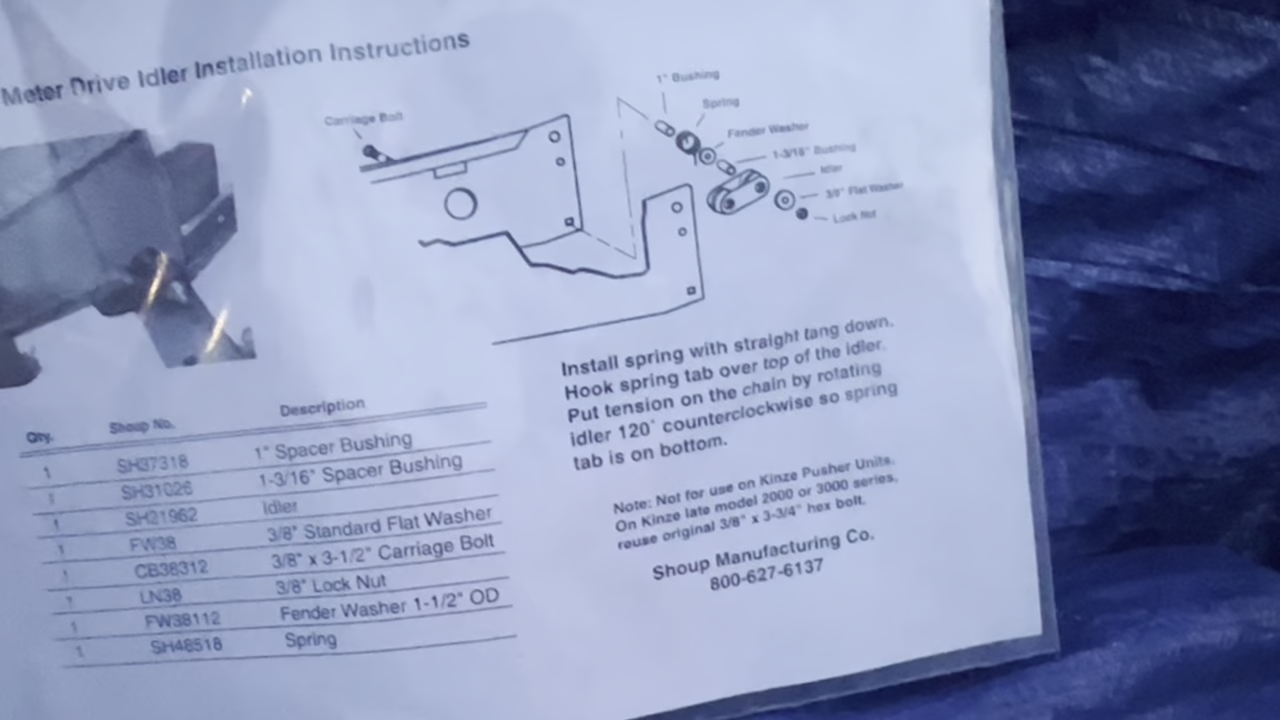 Meter Drive Idler Installation Instructions
Carriage Bolt
1" Bushing
Spring
Fender Washer
1-3/16" Bushing
Idler
3/8" Flat Washer
Lock Nut
Install spring with straight tang down.
Hook spring tab over top of the idler.
Put tension on the chain by rotating
idler 120° counterclockwise so spring
tab is on bottom.
Note: Not for use on Kinze Pusher Units.
On Kinze late model 2000 or 3000 series,
reuse original 3/8" x 3-3/4" hex bolt.
Shoup Manufacturing Co.
800-627-6137
Qty. Shoup No. Description
1 SH37318 1" Spacer Bushing
1 SH31026 1-3/16" Spacer Bushing
1 SH21962 Idler
1 FW38 3/8" Standard Flat Washer
1 CB38312 3/8" x 3-1/2" Carriage Bolt
1 LN38 3/8" Lock Nut
1 FW38112 Fender Washer 1-1/2" OD
1 SH48518 Spring